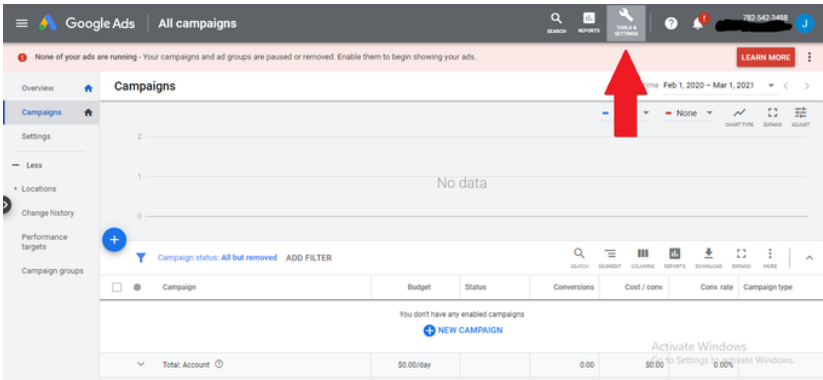 Google Ads
All campaigns
SEARCH
REPORTS
TOOLS &
SETTINGS
782-542-3488
J
None of your ads are running - Your campaigns and ad groups are paused or removed. Enable them to begin showing your ads.
LEARN MORE
Overview
Campaigns
Settings
Less
Locations
Change history
Performance
targets
Campaign groups
Campaigns
Feb 1, 2020 – Mar 1, 2021
None
CHART TYPE
EXPAND
ADJUST
2
1
0
No data
Campaign status: All but removed
ADD FILTER
SEARCH
SEGMENT
COLUMNS
REPORTS
DOWNLOAD
EXPAND
MORE
Campaign
Budget
Status
Conversions
Cost / conv.
Conv. rate
Campaign type
You don't have any enabled campaigns
NEW CAMPAIGN
Total: Account
$0.00/day
0.00
$0.00
0.00%
Activate Windows
Go to Settings to activate Windows.